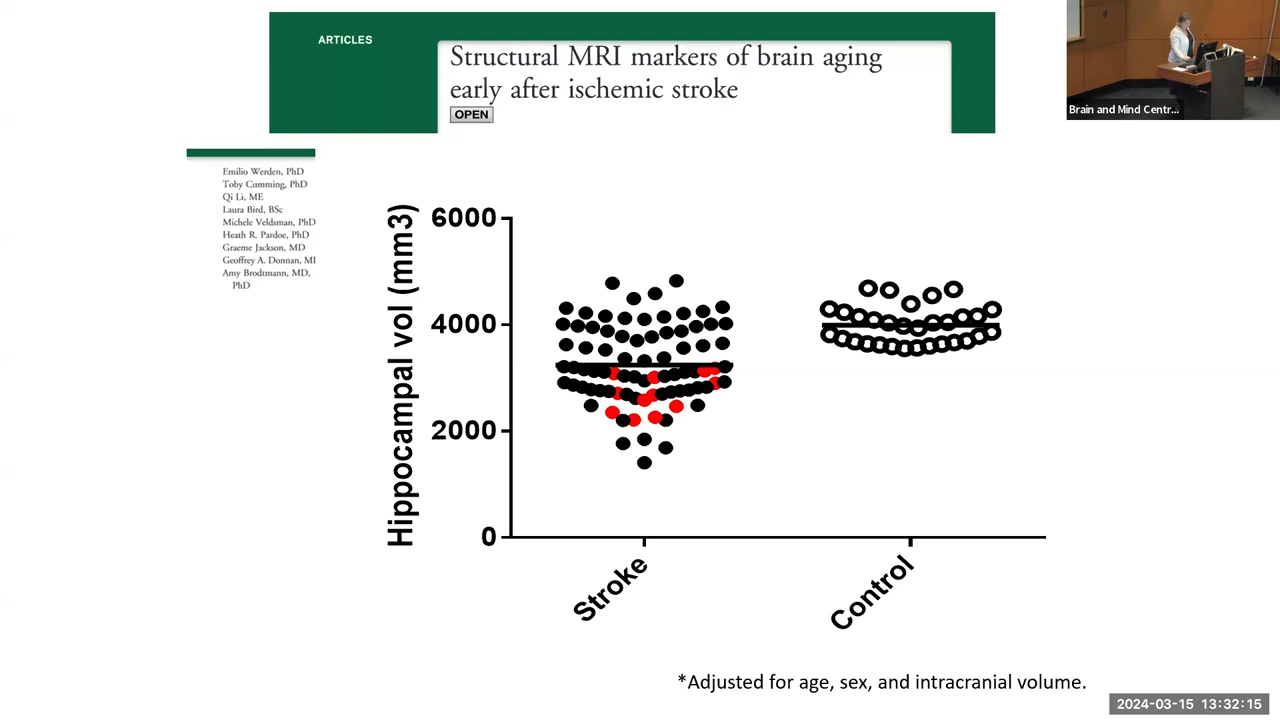 ARTICLES
Structural MRI markers of brain aging
early after ischemic stroke
OPEN
Brain and Mind Centr...
Emilio Werden, PhD
Toby Cumming, PhD
Qi Li, ME
Laura Bird, BSc
Michele Veldsman, PhD
Heath R. Pardoe, PhD
Graeme Jackson, MD
Geoffrey A. Donnan, MI
Amy Brodtmann, MD,
PhD
Hippocampal vol (mm3)
6000
4000
2000
0
Stroke
Control
*Adjusted for age, sex, and intracranial volume.
2024-03-15 13:32:15